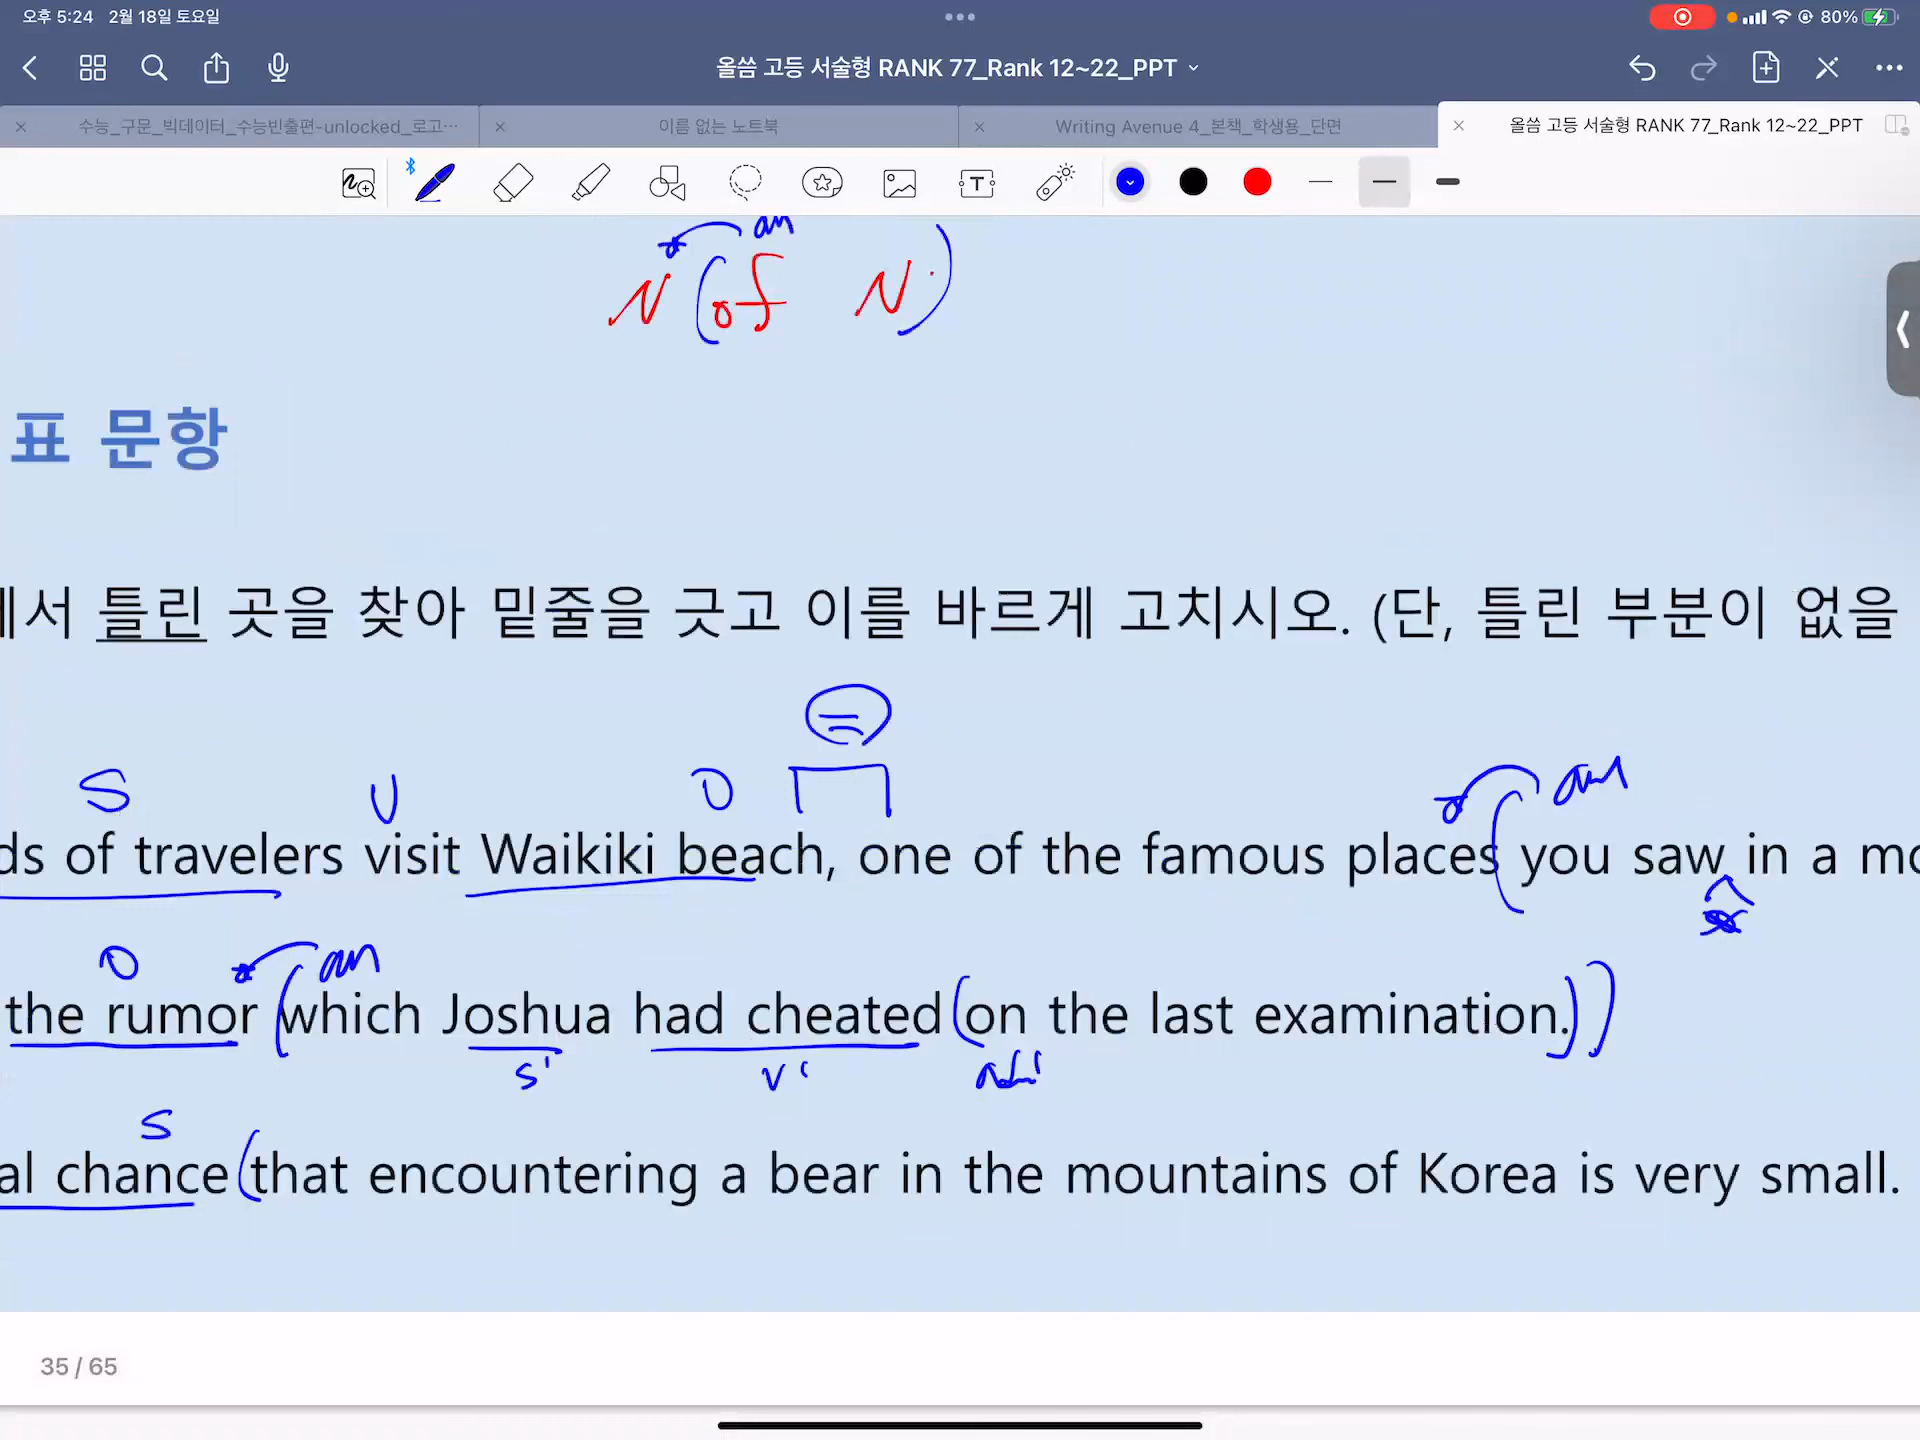 오후 5:24 2월 18일 토요일
80%
올씀 고등 서술형 RANK 77_Rank 12~22_PPT
수능_구문_빅데이터_수능빈출편-unlocked_로고…
이름 없는 노트북
Writing Avenue 4_본책_학생용_단면
올씀 고등 서술형 RANK 77_Rank 12~22_PPT
T
an
N (of N)
표 문항
에서 틀린 곳을 찾아 밑줄을 긋고 이를 바르게 고치시오. (단, 틀린 부분이 없을
=
S V O
ds of travelers visit Waikiki beach, one of the famous places (you saw in a mo
O an
the rumor (which Joshua had cheated (on the last examination.))
S' V'
S
al chance (that encountering a bear in the mountains of Korea is very small.
35 / 65